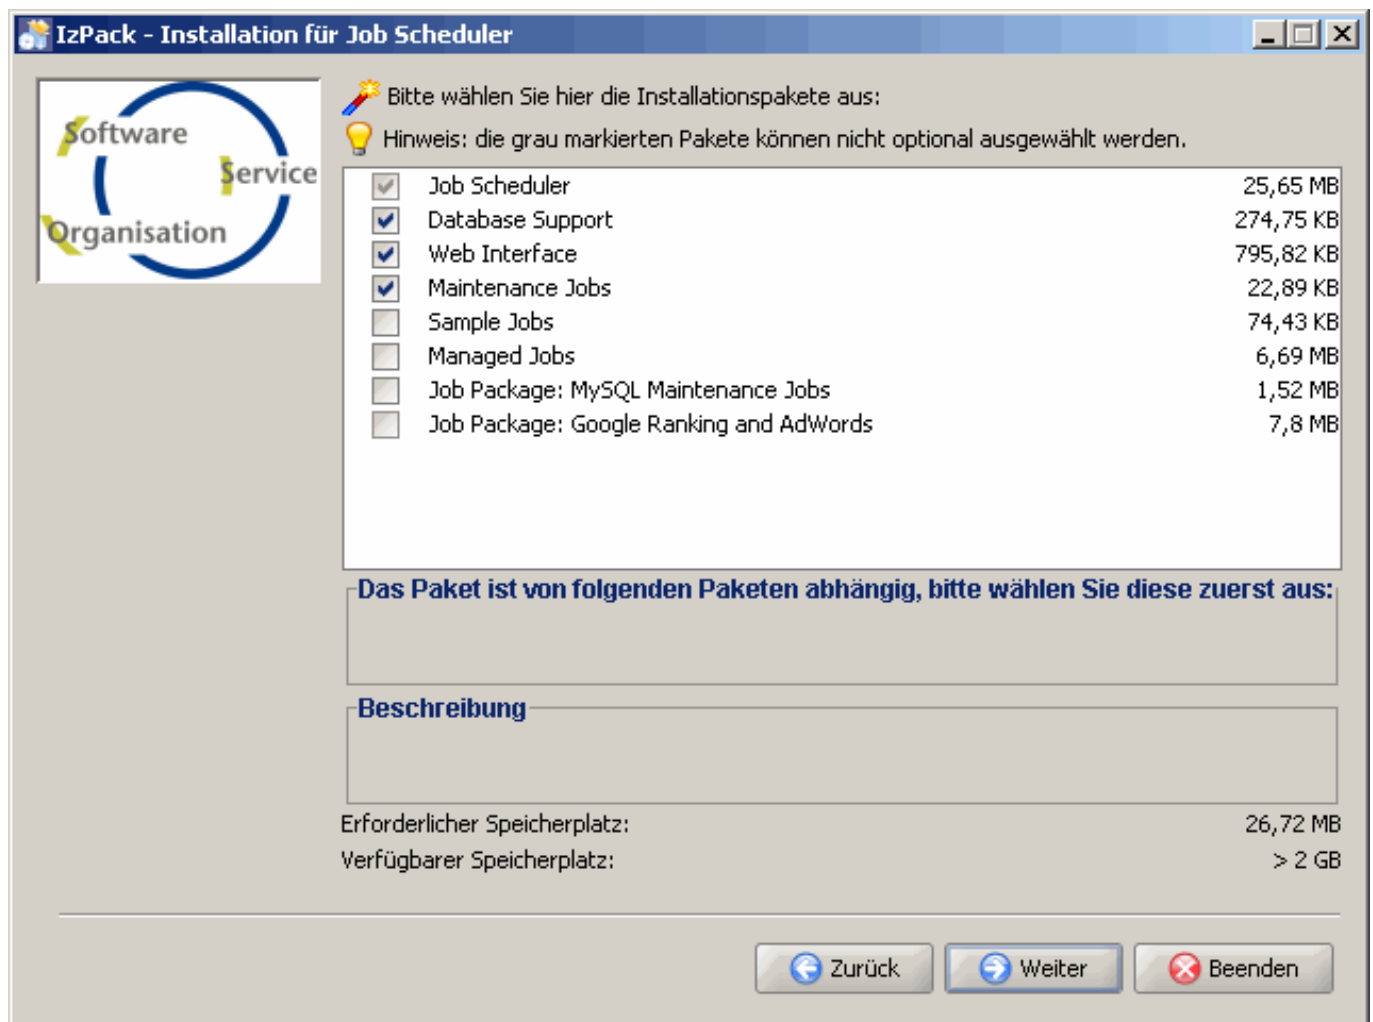 IzPack - Installation für Job Scheduler
Software
Service
Organisation
Bitte wählen Sie hier die Installationspakete aus:
Hinweis: die grau markierten Pakete können nicht optional ausgewählt werden.
Job Scheduler 25,65 MB
Database Support 274,75 KB
Web Interface 795,82 KB
Maintenance Jobs 22,89 KB
Sample Jobs 74,43 KB
Managed Jobs 6,69 MB
Job Package: MySQL Maintenance Jobs 1,52 MB
Job Package: Google Ranking and AdWords 7,8 MB
Das Paket ist von folgenden Paketen abhängig, bitte wählen Sie diese zuerst aus:
Beschreibung
Erforderlicher Speicherplatz: 26,72 MB
Verfügbarer Speicherplatz: > 2 GB
Zurück Weiter Beenden